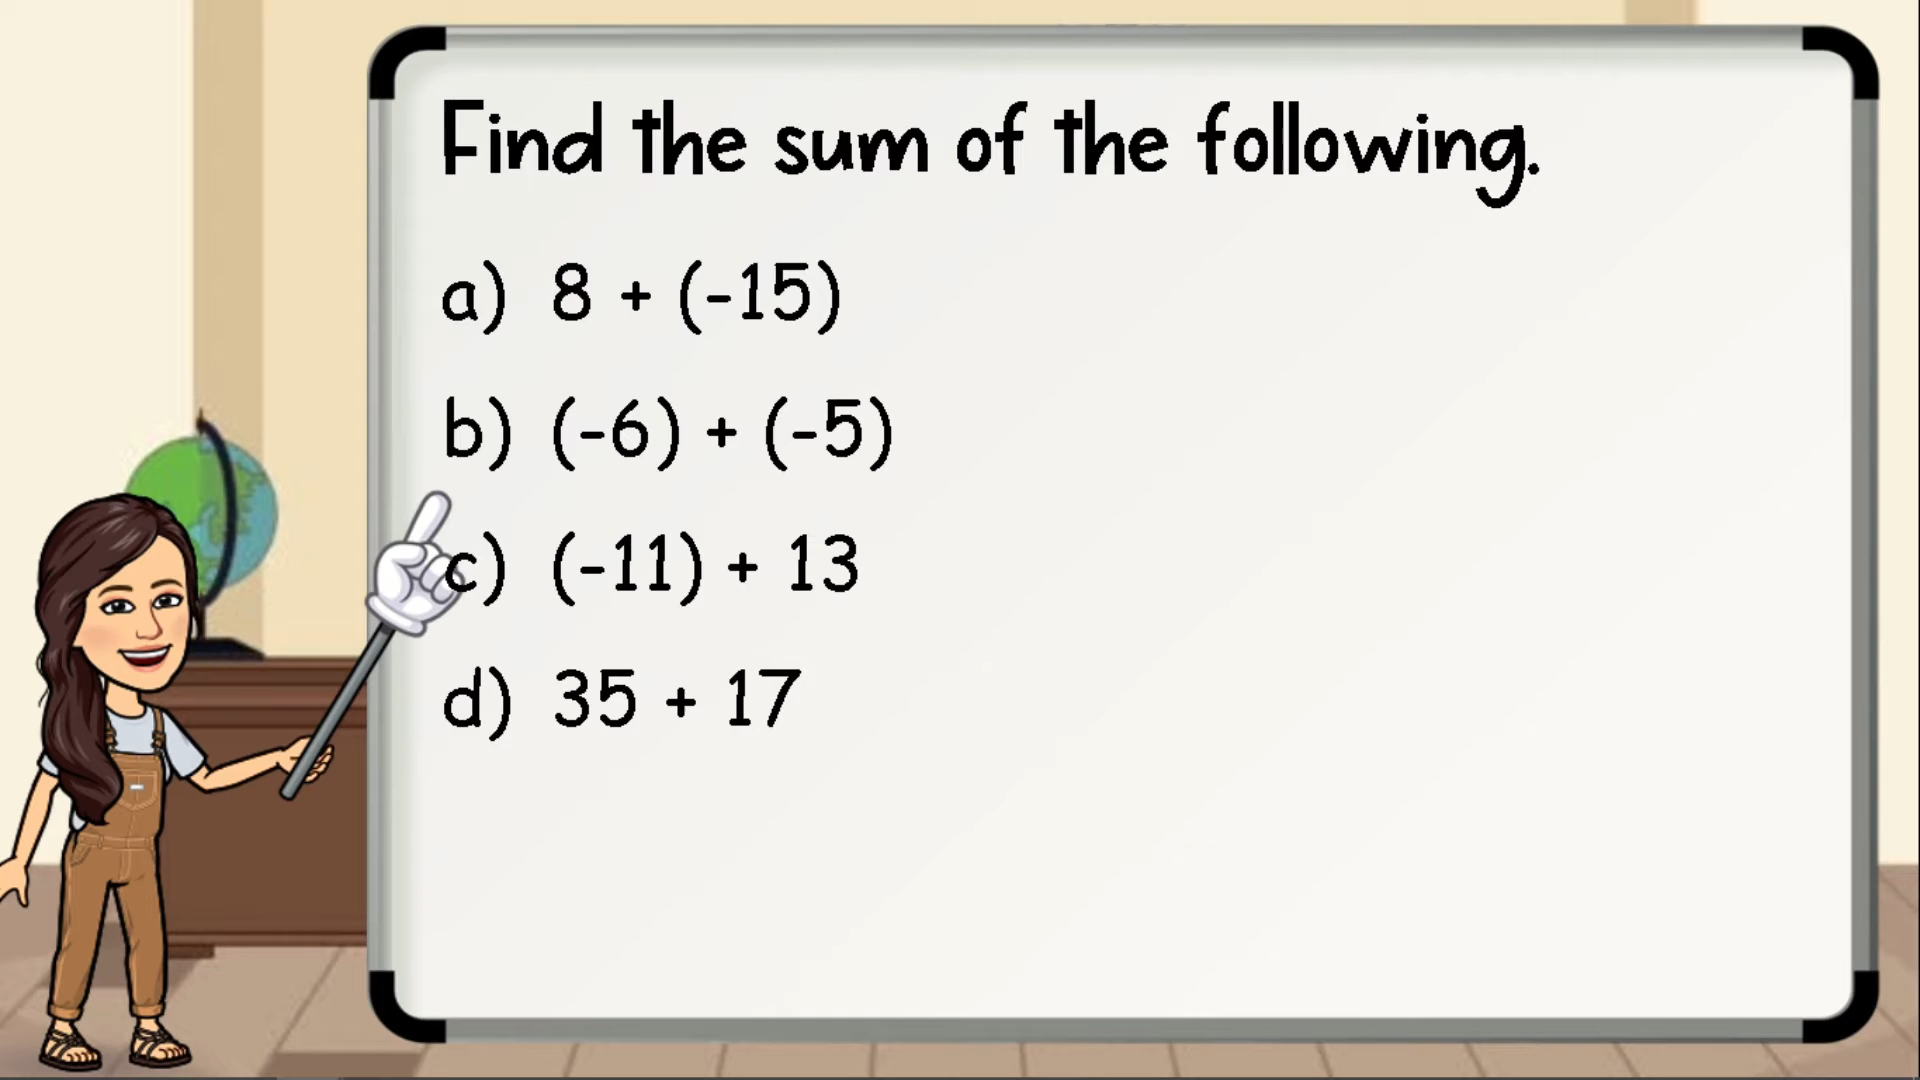 Find the sum of the following.
a) 8 + (-15)
b) (-6) + (-5)
c) (-11) + 13
d) 35 + 17